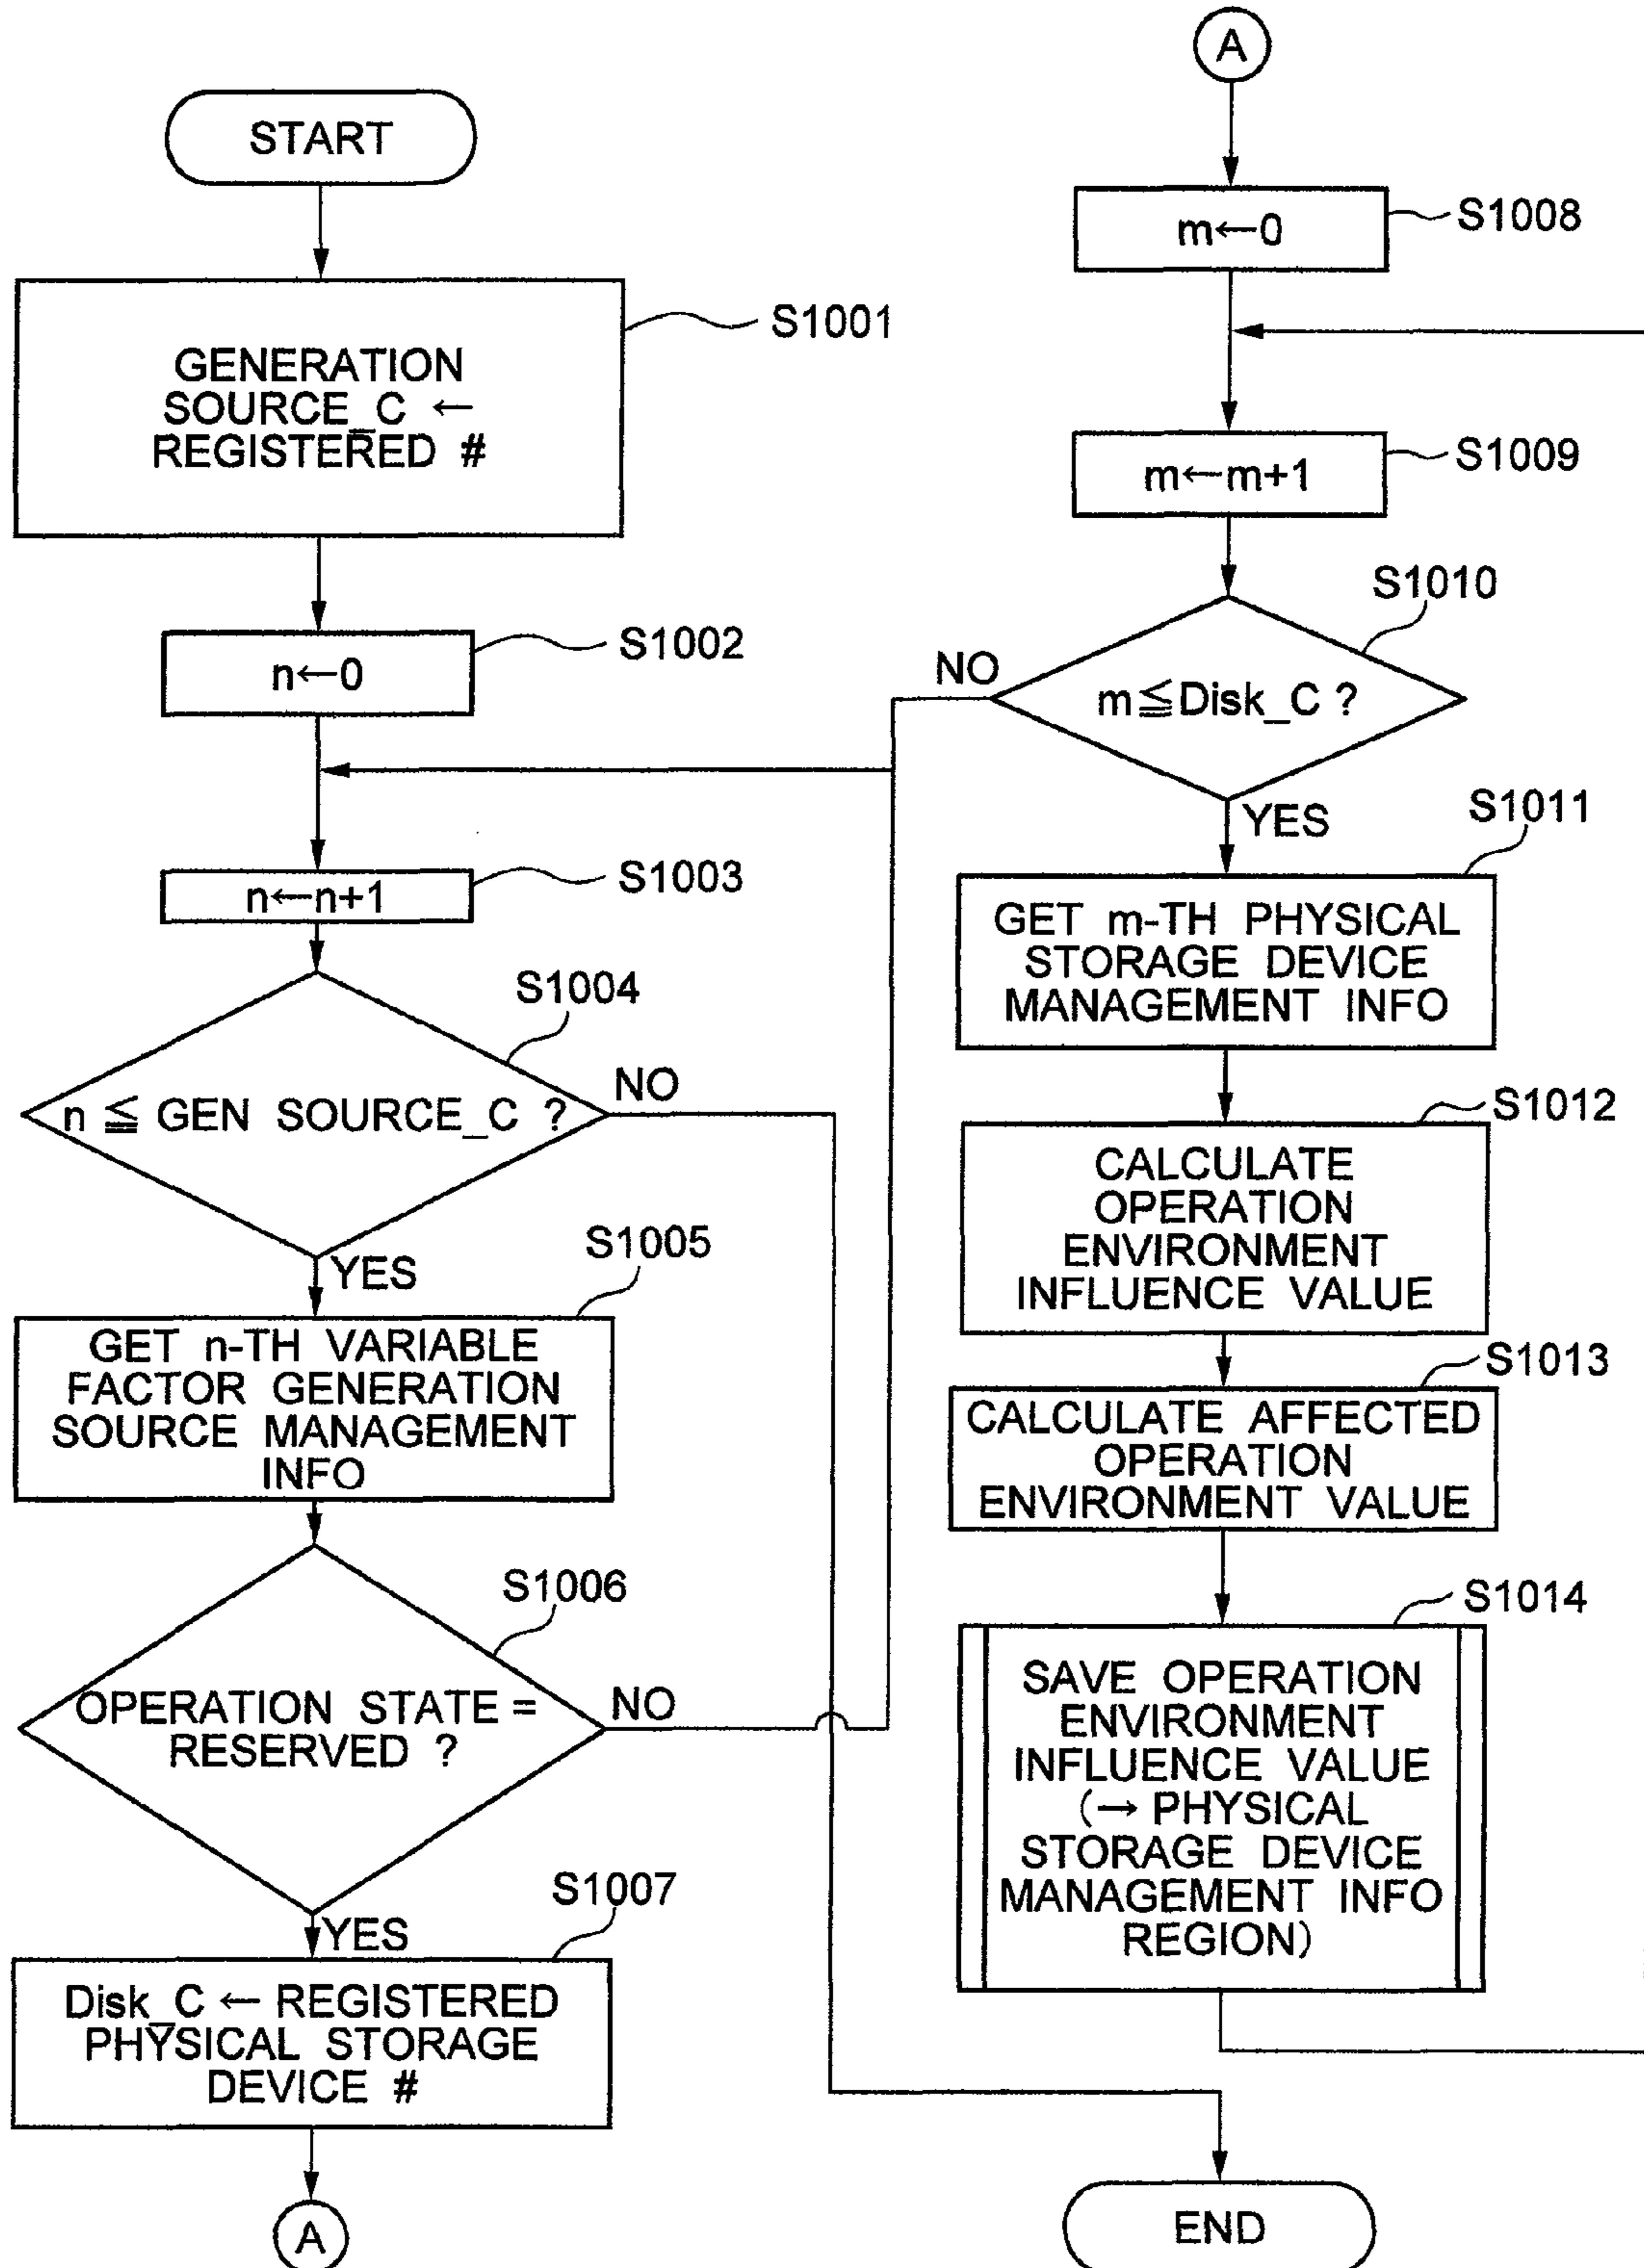 START
S1001
GENERATION
SOURCE_C ←
REGISTERED #
S1002
n←0
S1003
n←n+1
S1004
n ≦ GEN SOURCE_C ?
NO
YES
S1005
GET n-TH VARIABLE
FACTOR GENERATION
SOURCE MANAGEMENT
INFO
S1006
OPERATION STATE =
RESERVED ?
NO
YES
S1007
Disk_C ← REGISTERED
PHYSICAL STORAGE
DEVICE #
A
A
S1008
m←0
S1009
m←m+1
S1010
m≦Disk_C ?
NO
YES
S1011
GET m-TH PHYSICAL
STORAGE DEVICE
MANAGEMENT INFO
S1012
CALCULATE
OPERATION
ENVIRONMENT
INFLUENCE VALUE
S1013
CALCULATE AFFECTED
OPERATION
ENVIRONMENT VALUE
S1014
SAVE OPERATION
ENVIRONMENT
INFLUENCE VALUE
(→ PHYSICAL
STORAGE DEVICE
MANAGEMENT INFO
REGION)
END